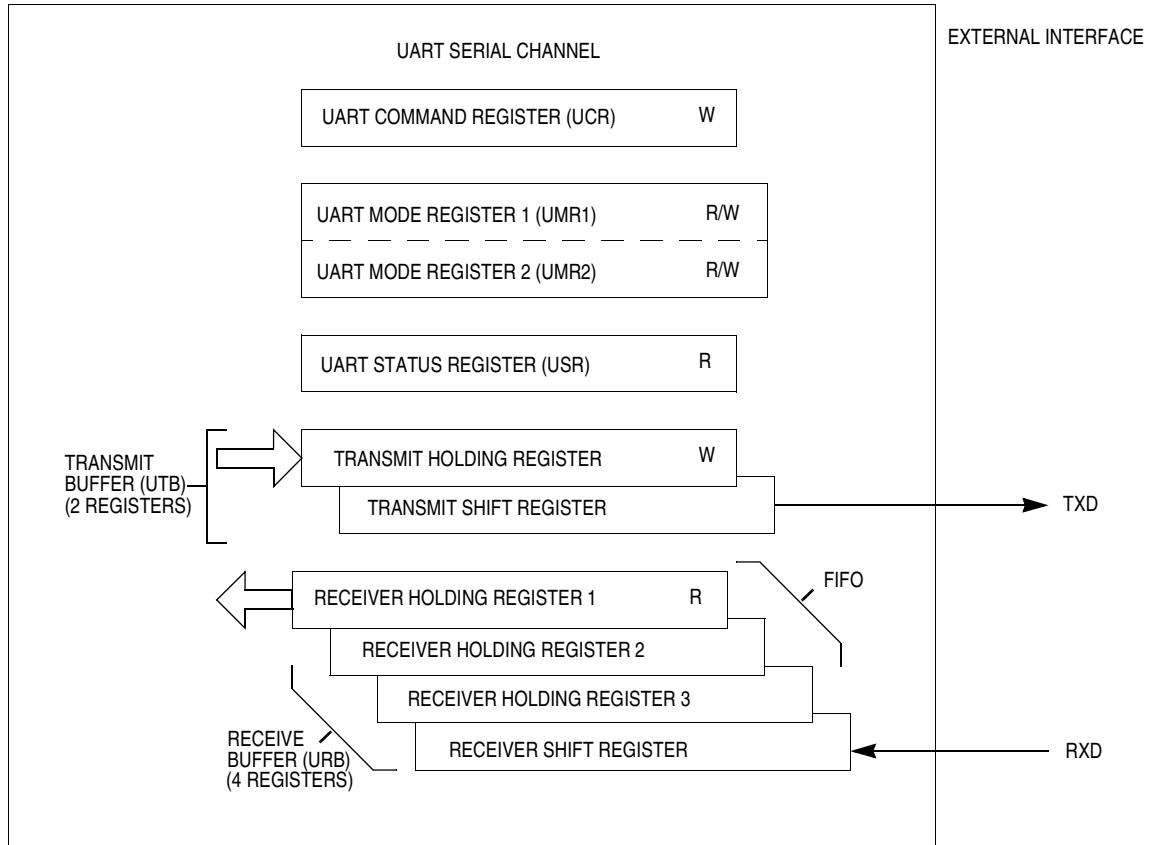 UART SERIAL CHANNEL
EXTERNAL INTERFACE
UART COMMAND REGISTER (UCR) W
UART MODE REGISTER 1 (UMR1) R/W
UART MODE REGISTER 2 (UMR2) R/W
UART STATUS REGISTER (USR) R
TRANSMIT
BUFFER (UTB)
(2 REGISTERS)
TRANSMIT HOLDING REGISTER W
TRANSMIT SHIFT REGISTER
TXD
FIFO
RECEIVER HOLDING REGISTER 1 R
RECEIVER HOLDING REGISTER 2
RECEIVER HOLDING REGISTER 3
RECEIVER SHIFT REGISTER
RECEIVE
BUFFER (URB)
(4 REGISTERS)
RXD